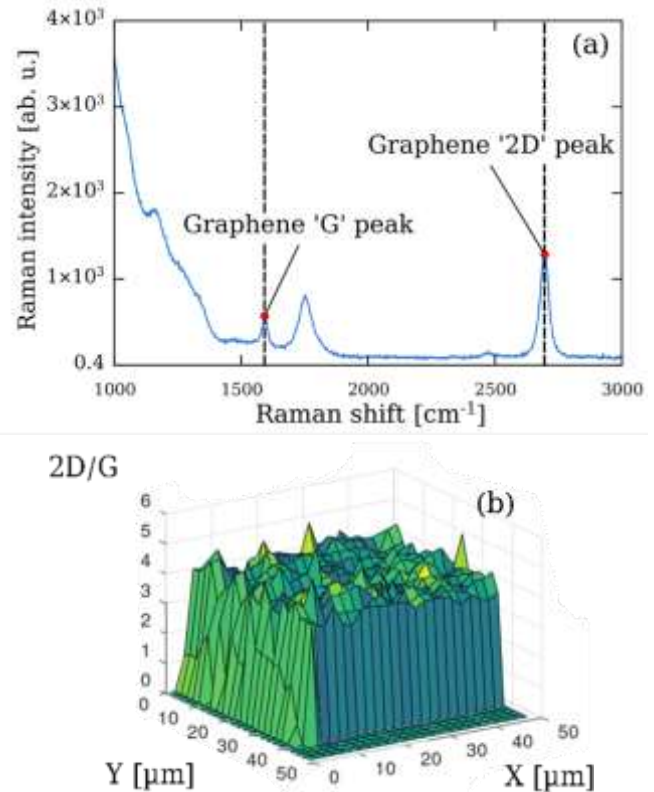 4×10³
(a)
3×10³
Graphene '2D' peak
2×10³
Graphene 'G' peak
1×10³
0.4
1000 1500 2000 2500 3000
Raman intensity [ab. u.]
Raman shift [cm⁻¹]
2D/G
(b)
6
5
4
3
2
1
0
0
10
20
30
40
50
Y [µm]
0
10
20
30
40
50
X [µm]